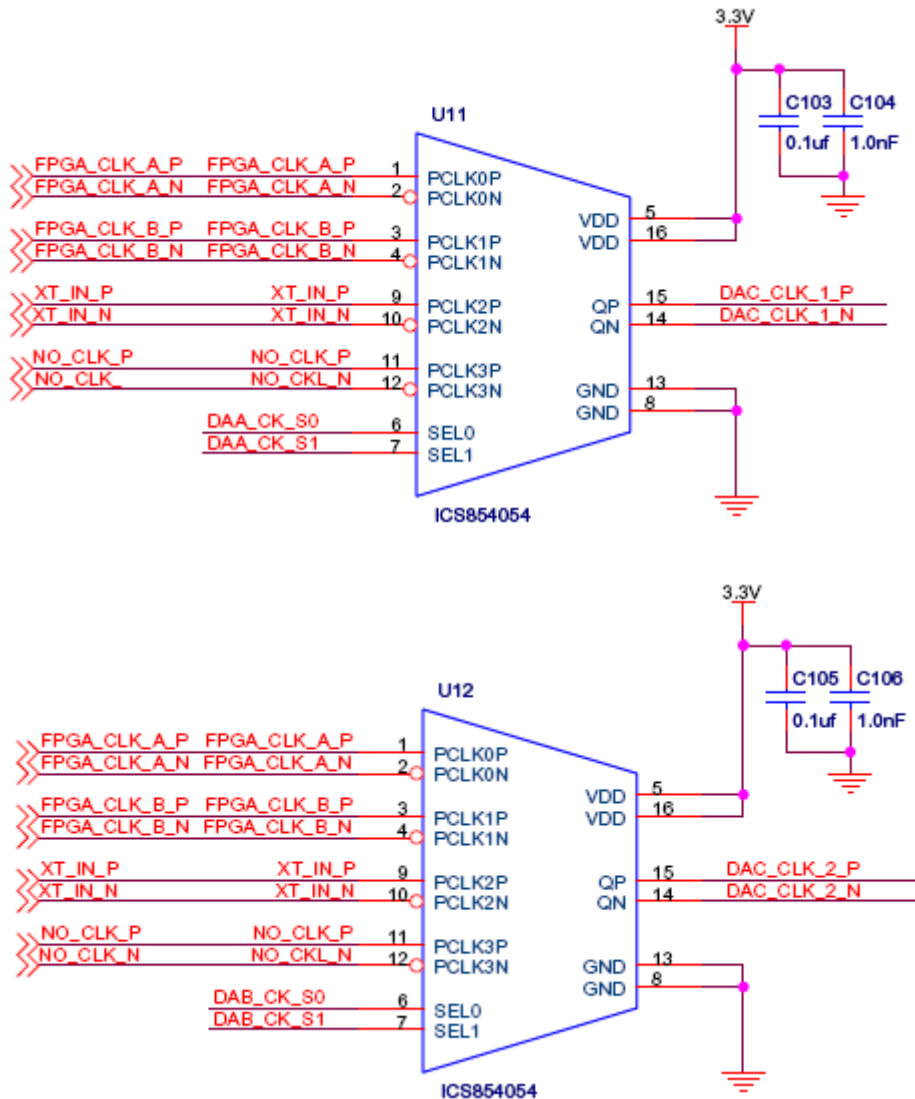 3.3V
C103 C104
0.1uf 1.0nF
U11
FPGA_CLK_A_P FPGA_CLK_A_P 1 PCLK0P
FPGA_CLK_A_N FPGA_CLK_A_N 2 PCLK0N
5 VDD
16 VDD
FPGA_CLK_B_P FPGA_CLK_B_P 3 PCLK1P
FPGA_CLK_B_N FPGA_CLK_B_N 4 PCLK1N
XT_IN_P XT_IN_P 9 PCLK2P QP 15 DAC_CLK_1_P
XT_IN_N XT_IN_N 10 PCLK2N QN 14 DAC_CLK_1_N
NO_CLK_P NO_CLK_P 11 PCLK3P
NO_CLK_ NO_CKL_N 12 PCLK3N GND 13
GND 8
DAA_CK_S0 6 SEL0
DAA_CK_S1 7 SEL1
ICS854054
3.3V
C105 C106
0.1uf 1.0nF
U12
FPGA_CLK_A_P FPGA_CLK_A_P 1 PCLK0P
FPGA_CLK_A_N FPGA_CLK_A_N 2 PCLK0N
VDD 5
VDD 16
FPGA_CLK_B_P FPGA_CLK_B_P 3 PCLK1P
FPGA_CLK_B_N FPGA_CLK_B_N 4 PCLK1N
XT_IN_P XT_IN_P 9 PCLK2P QP 15 DAC_CLK_2_P
XT_IN_N XT_IN_N 10 PCLK2N QN 14 DAC_CLK_2_N
NO_CLK_P NO_CLK_P 11 PCLK3P
NO_CLK_N NO_CKL_N 12 PCLK3N GND 13
GND 8
DAB_CK_S0 6 SEL0
DAB_CK_S1 7 SEL1
ICS854054